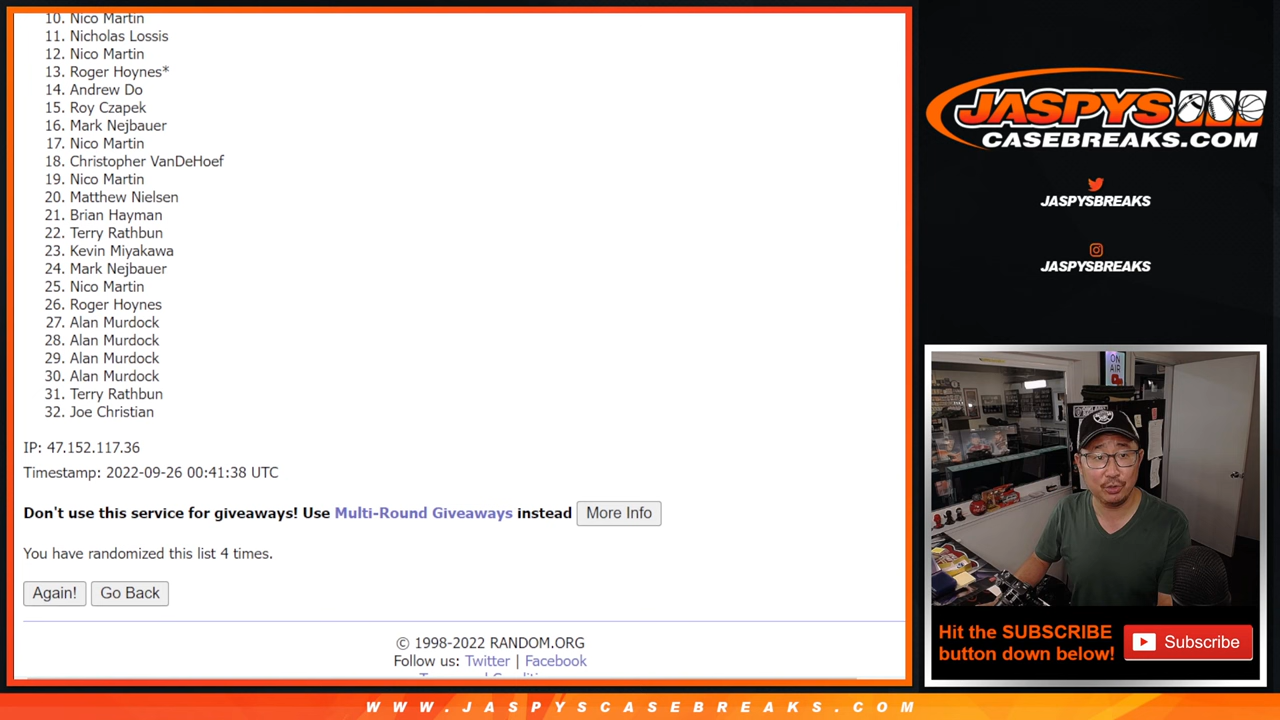 10. Nico Martin
11. Nicholas Lossis
12. Nico Martin
13. Roger Hoynes*
14. Andrew Do
15. Roy Czapek
16. Mark Nejbauer
17. Nico Martin
18. Christopher VanDeHoef
19. Nico Martin
20. Matthew Nielsen
21. Brian Hayman
22. Terry Rathbun
23. Kevin Miyakawa
24. Mark Nejbauer
25. Nico Martin
26. Roger Hoynes
27. Alan Murdock
28. Alan Murdock
29. Alan Murdock
30. Alan Murdock
31. Terry Rathbun
32. Joe Christian
IP: 47.152.117.36
Timestamp: 2022-09-26 00:41:38 UTC
Don't use this service for giveaways! Use Multi-Round Giveaways instead More Info
You have randomized this list 4 times.
Again! Go Back
© 1998-2022 RANDOM.ORG
Follow us: Twitter | Facebook
JASPYS
CASEBREAKS.COM
JASPYSBREAKS
JASPYSBREAKS
ON
AIR
Hit the SUBSCRIBE
button down below!
Subscribe
WWW.JASPYSCASEBREAKS.COM